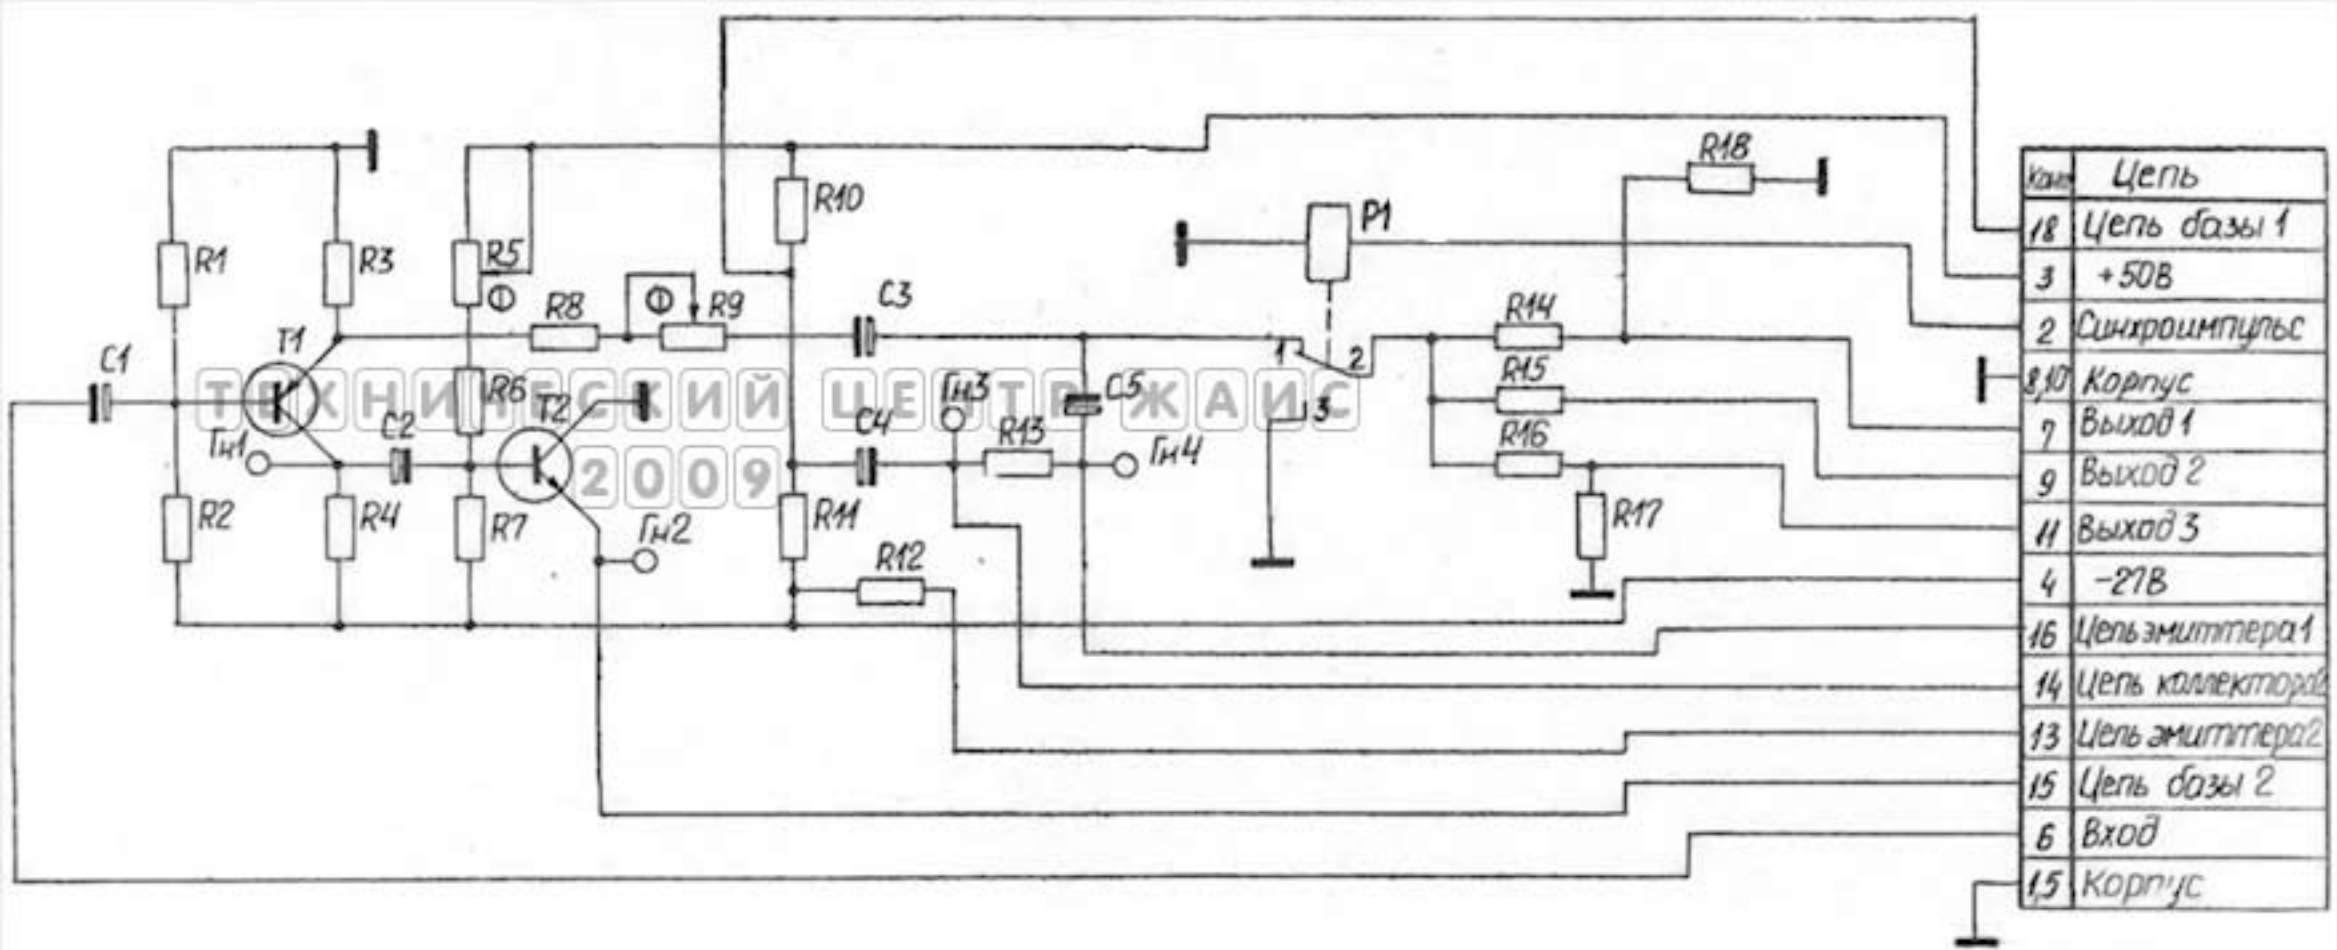 R18
R10
P1
R1
R3
R5
R8
R9
C3
T1
C1
R14
1
2
R15
R6
T2
C5
ТЕХНИЧЕСКИЙ ЦЕНТР ЖАИС
Гн3
3
C2
C4
R13
R16
Гн1
Гн4
2009
R2
R4
R7
Гн2
R11
R12
R17
Цепь
18 Цепь базы 1
3 +50В
2 Синхроимпульс
8,10 Корпус
7 Выход 1
9 Выход 2
11 Выход 3
4 -27В
16 Цепь эмиттера 1
14 Цепь коллектора 2
13 Цепь эмиттера 2
15 Цепь базы 2
6 Вход
1,5 Корпус